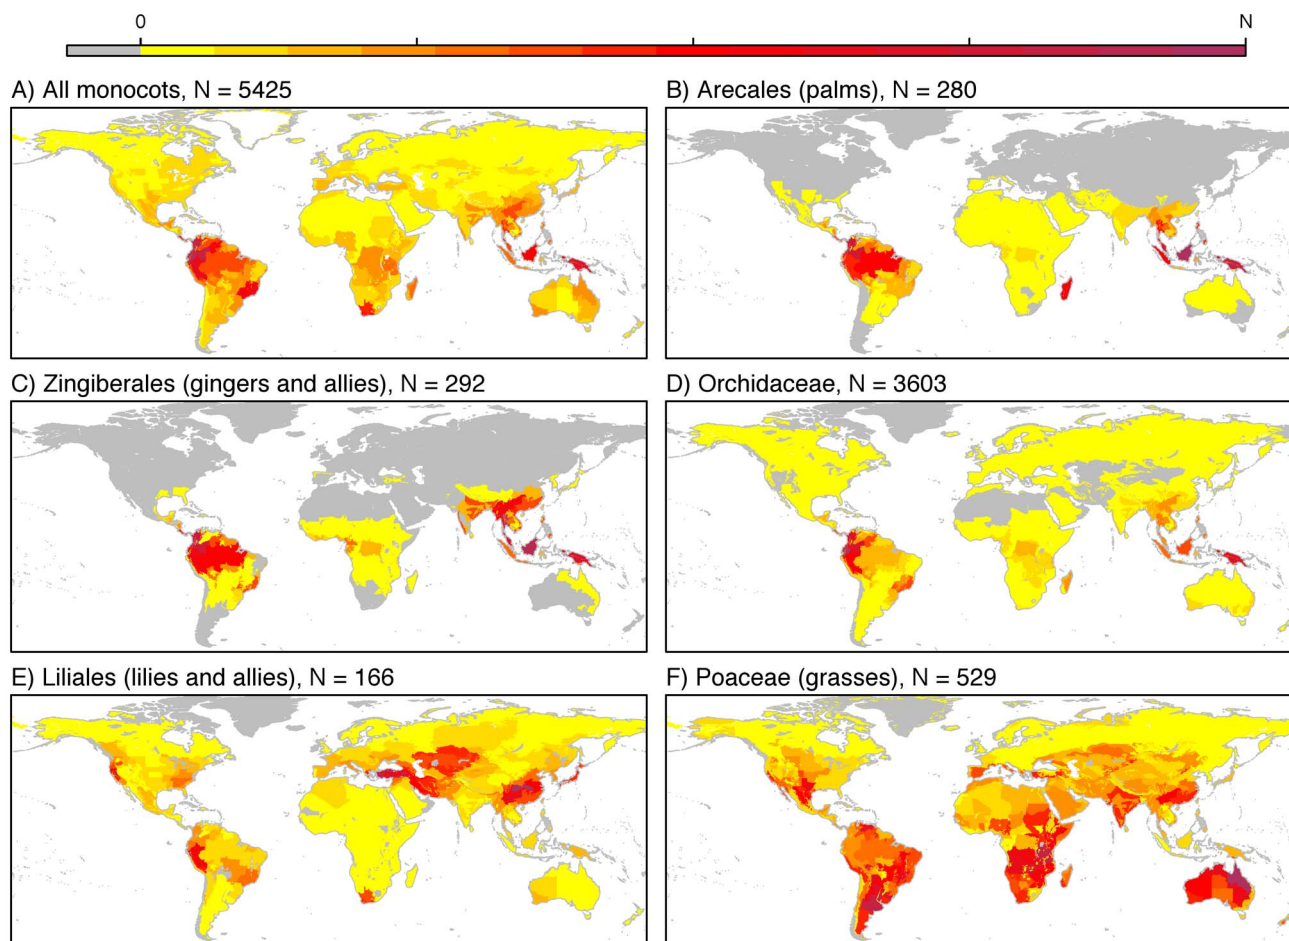 0 N
A) All monocots, N = 5425
B) Arecales (palms), N = 280
C) Zingiberales (gingers and allies), N = 292
D) Orchidaceae, N = 3603
E) Liliales (lilies and allies), N = 166
F) Poaceae (grasses), N = 529